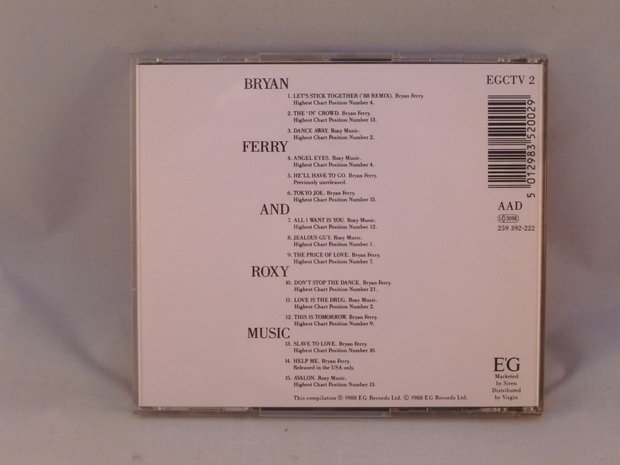 BRYAN
1. LET'S STICK TOGETHER ('88 REMIX). Bryan Ferry.
Highest Chart Position Number 4.
2. THE 'IN' CROWD. Bryan Ferry.
Highest Chart Position Number 13.
3. DANCE AWAY. Roxy Music.
Highest Chart Position Number 2.
FERRY
4. ANGEL EYES. Roxy Music.
Highest Chart Position Number 4.
5. HE'LL HAVE TO GO. Bryan Ferry.
Previously unreleased.
6. TOKYO JOE. Bryan Ferry.
Highest Chart Position Number 15.
AND
7. ALL I WANT IS YOU. Roxy Music.
Highest Chart Position Number 12.
8. JEALOUS GUY. Roxy Music.
Highest Chart Position Number 1.
9. THE PRICE OF LOVE. Bryan Ferry.
Highest Chart Position Number 7.
ROXY
10. DON'T STOP THE DANCE. Bryan Ferry.
Highest Chart Position Number 21.
11. LOVE IS THE DRUG. Roxy Music.
Highest Chart Position Number 2.
12. THIS IS TOMORROW. Bryan Ferry.
Highest Chart Position Number 9.
MUSIC
13. SLAVE TO LOVE. Bryan Ferry.
Highest Chart Position Number 10.
14. HELP ME. Bryan Ferry.
Released in the USA only.
15. AVALON. Roxy Music.
Highest Chart Position Number 13.
This compilation ℗ 1988 E'G Records Ltd. © 1988 E'G Records Ltd.
EGCTV 2
5 012983 520029
AAD
LC 3098
259 392-222
E'G
Marketed
by Siren
Distributed
by Virgin